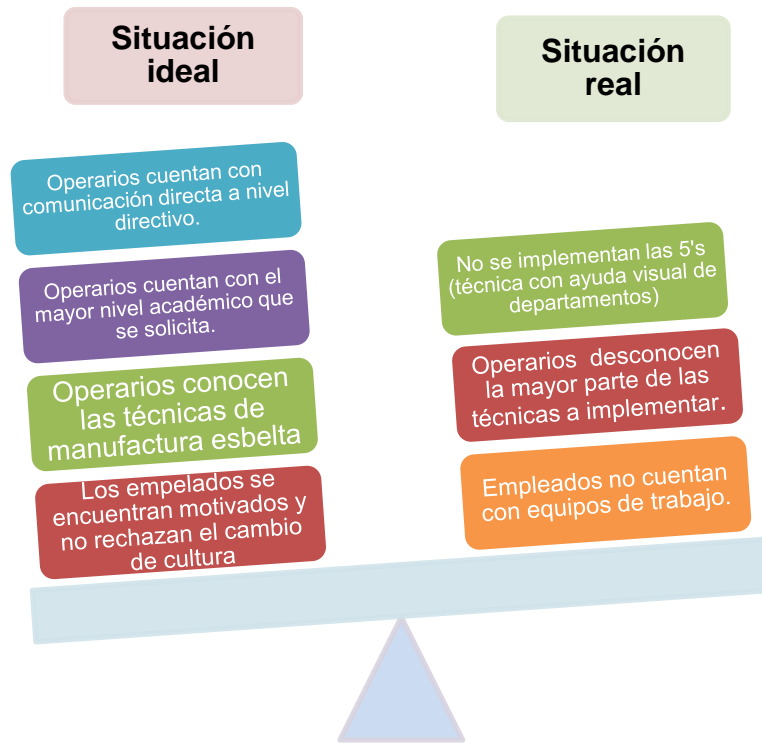 Situación
ideal
Operarios cuentan con
comunicación directa a nivel
directivo.
Operarios cuentan con el
mayor nivel académico que
se solicita.
Operarios conocen
las técnicas de
manufactura esbelta
Los empelados se
encuentran motivados y
no rechazan el cambio
de cultura
Situación
real
No se implementan las 5's
(técnica con ayuda visual de
departamentos)
Operarios desconocen
la mayor parte de las
técnicas a implementar.
Empleados no cuentan
con equipos de trabajo.